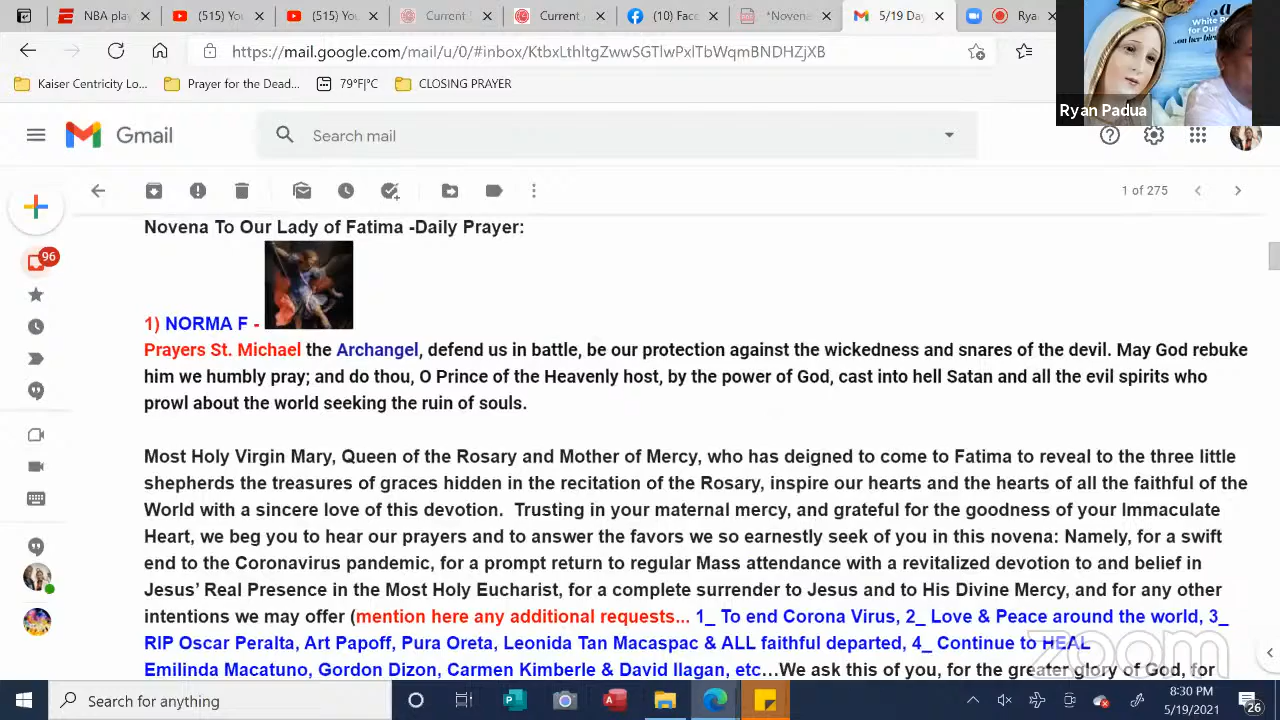 NBA play
(515) You
(515) You
Current
Current
(10) Face
"Novena
5/19 Day
Rya
https://mail.google.com/mail/u/0/#inbox/KtbxLthltgZwwSGTlwPxlTbWqmBNDHZjXB
White R
for Our
...on her ble
Kaiser Centricity Lo...
Prayer for the Dead...
79°F|°C
CLOSING PRAYER
Ryan Padua
Gmail
Search mail
1 of 275
96
Novena To Our Lady of Fatima -Daily Prayer:
1) NORMA F -
Prayers St. Michael the Archangel, defend us in battle, be our protection against the wickedness and snares of the devil. May God rebuke
him we humbly pray; and do thou, O Prince of the Heavenly host, by the power of God, cast into hell Satan and all the evil spirits who
prowl about the world seeking the ruin of souls.
Most Holy Virgin Mary, Queen of the Rosary and Mother of Mercy, who has deigned to come to Fatima to reveal to the three little
shepherds the treasures of graces hidden in the recitation of the Rosary, inspire our hearts and the hearts of all the faithful of the
World with a sincere love of this devotion.  Trusting in your maternal mercy, and grateful for the goodness of your Immaculate
Heart, we beg you to hear our prayers and to answer the favors we so earnestly seek of you in this novena: Namely, for a swift
end to the Coronavirus pandemic, for a prompt return to regular Mass attendance with a revitalized devotion to and belief in
Jesus' Real Presence in the Most Holy Eucharist, for a complete surrender to Jesus and to His Divine Mercy, and for any other
intentions we may offer (mention here any additional requests... 1_ To end Corona Virus, 2_ Love & Peace around the world, 3_
RIP Oscar Peralta, Art Papoff, Pura Oreta, Leonida Tan Macaspac & ALL faithful departed, 4_ Continue to HEAL
Emilinda Macatuno, Gordon Dizon, Carmen Kimberle & David Ilagan, etc...We ask this of you, for the greater glory of God, for
zoom
Search for anything
8:30 PM
5/19/2021
26